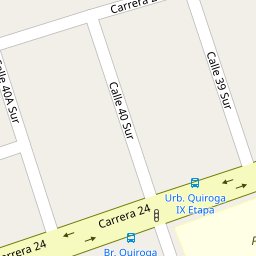 Carrera 2
Calle 40A Sur
Calle 40 Sur
Calle 39 Sur
Urb. Quiroga
IX Etapa
Carrera 24
Carrera 24
Br. Quiroga